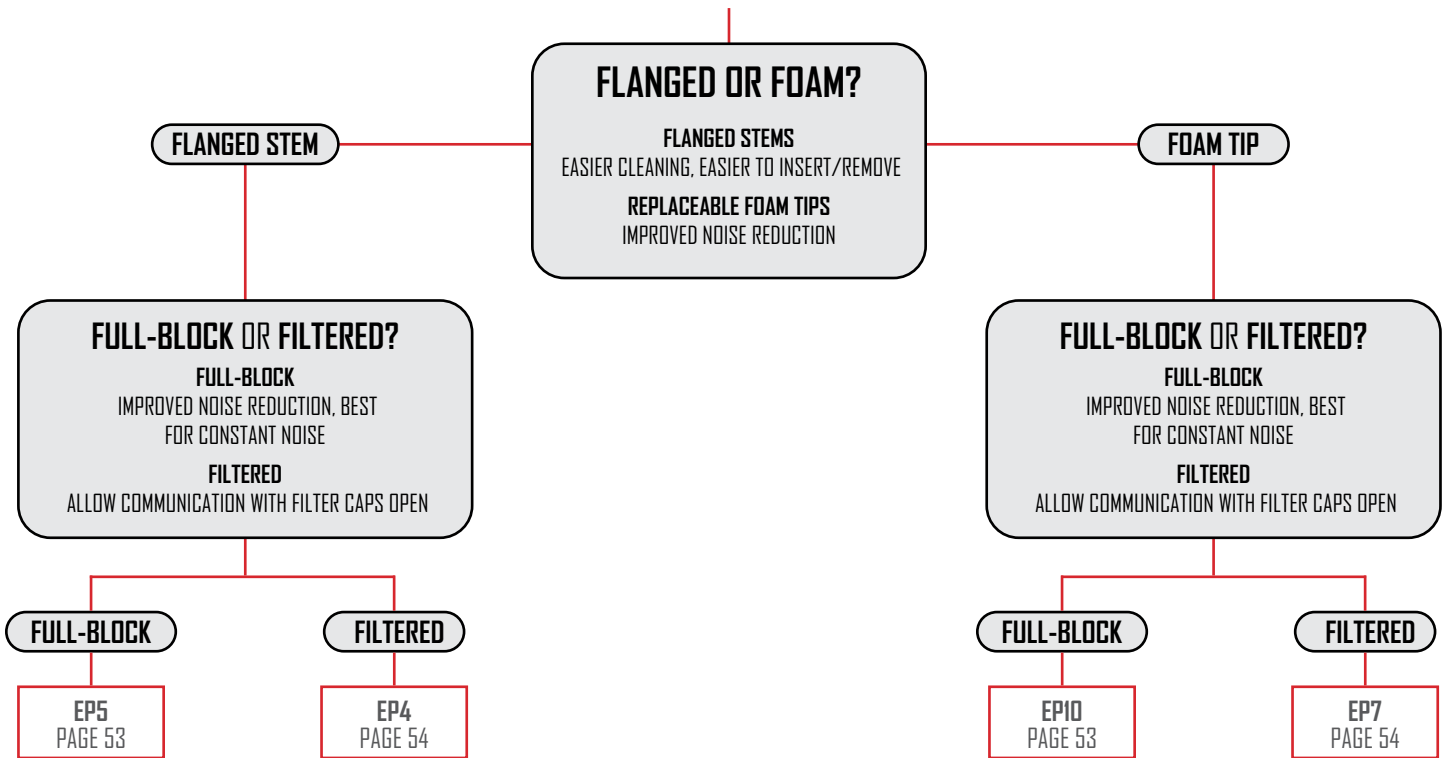 FLANGED OR FOAM?
FLANGED STEMS
EASIER CLEANING, EASIER TO INSERT/REMOVE
REPLACEABLE FOAM TIPS
IMPROVED NOISE REDUCTION
FLANGED STEM
FOAM TIP
FULL-BLOCK OR FILTERED?
FULL-BLOCK
IMPROVED NOISE REDUCTION, BEST
FOR CONSTANT NOISE
FILTERED
ALLOW COMMUNICATION WITH FILTER CAPS OPEN
FULL-BLOCK
FILTERED
EP5
PAGE 53
EP4
PAGE 54
FULL-BLOCK OR FILTERED?
FULL-BLOCK
IMPROVED NOISE REDUCTION, BEST
FOR CONSTANT NOISE
FILTERED
ALLOW COMMUNICATION WITH FILTER CAPS OPEN
FULL-BLOCK
FILTERED
EP10
PAGE 53
EP7
PAGE 54